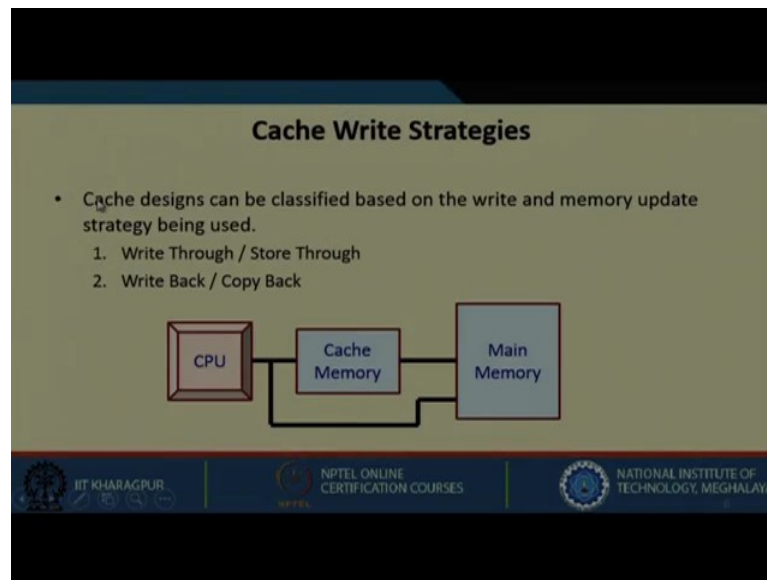 Cache Write Strategies
• Cache designs can be classified based on the write and memory update
strategy being used.
1. Write Through / Store Through
2. Write Back / Copy Back
CPU
Cache
Memory
Main
Memory
IIT KHARAGPUR
NPTEL ONLINE
CERTIFICATION COURSES
NPTEL
NATIONAL INSTITUTE OF
TECHNOLOGY, MEGHALAYA